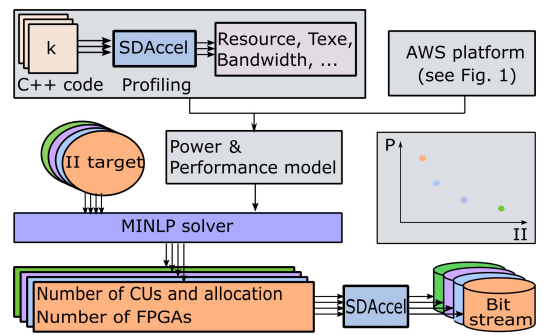 k
SDAccel
Resource, Texe,
Bandwidth, ...
C++ code
Profiling
AWS platform
(see Fig. 1)
II target
Power &
Performance model
P
II
MINLP solver
Number of CUs and allocation
Number of FPGAs
SDAccel
Bit
stream